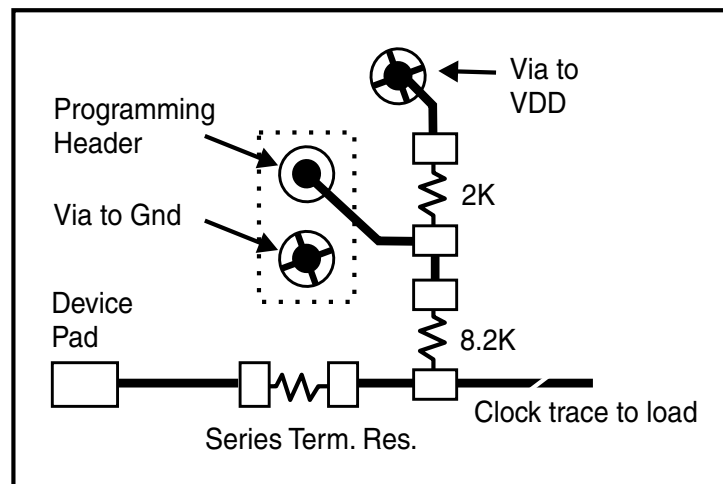 Via to
VDD
Programming
Header
2K
Via to Gnd
Device
Pad
8.2K
Clock trace to load
Series Term. Res.